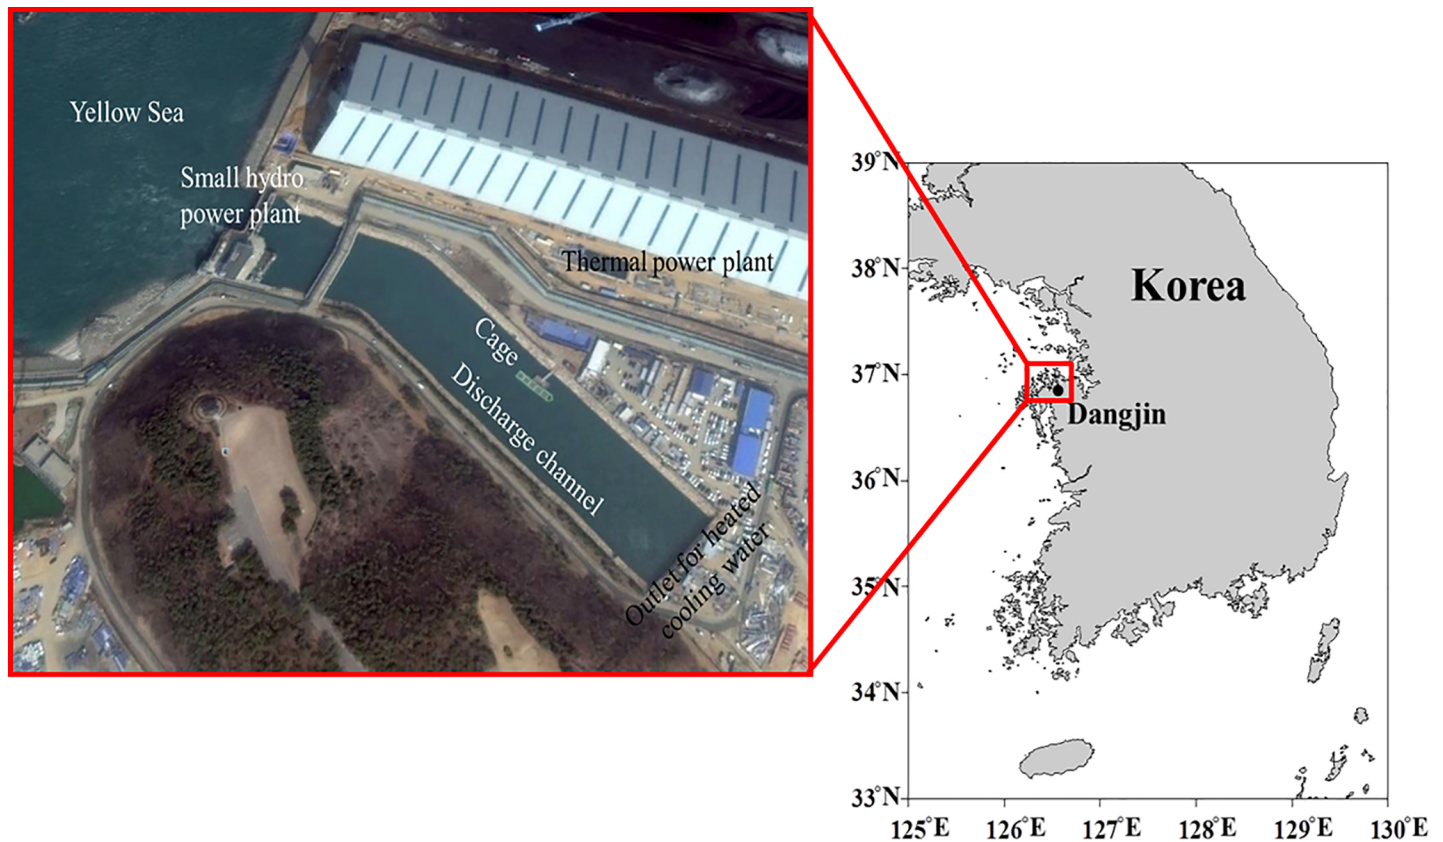 Yellow Sea
Small hydro
power plant
Thermal power plant
Cage
Discharge channel
Outlet for heated
cooling water
39°N
38°N
37°N
36°N
35°N
34°N
33°N
Korea
Dangjin
125°E
126°E
127°E
128°E
129°E
130°E